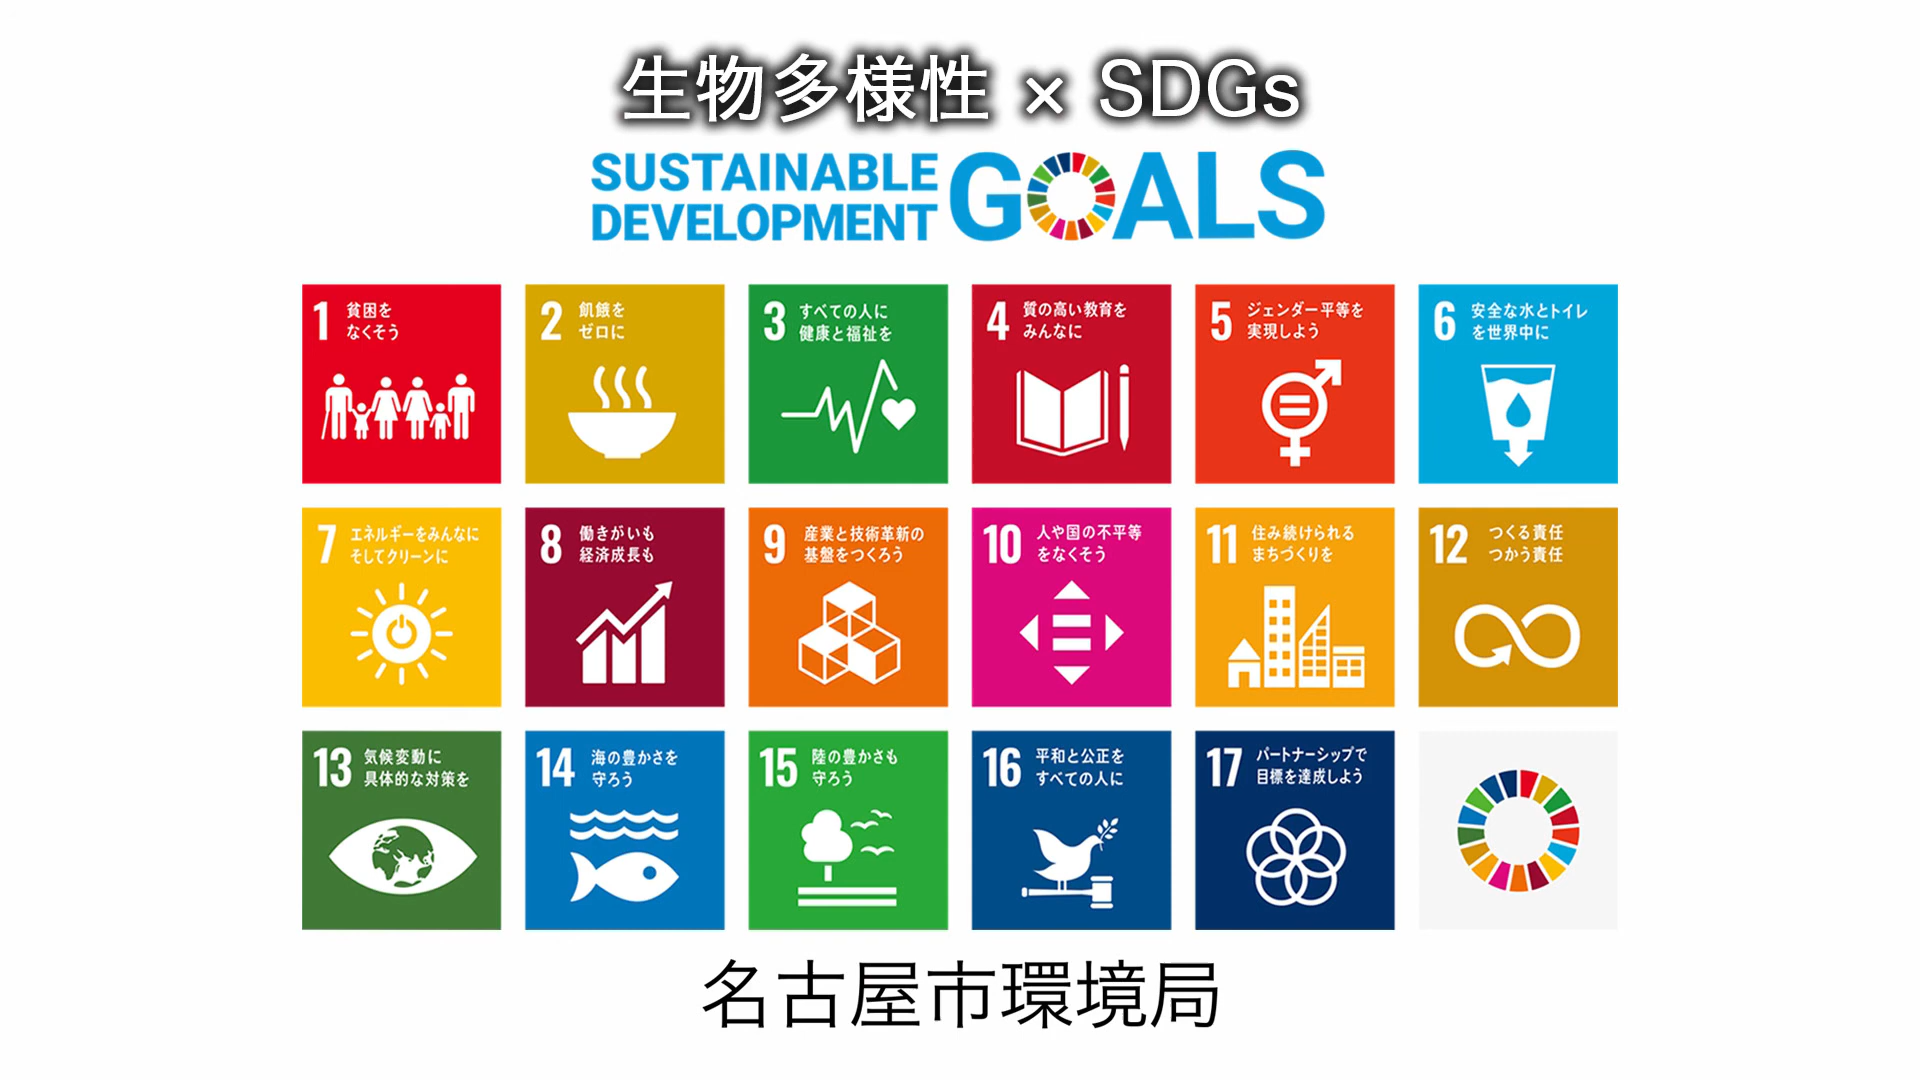 生物多様性 × SDGs
SUSTAINABLE
DEVELOPMENT
GOALS
1 貧困を
なくそう
2 飢餓を
ゼロに
3 すべての人に
健康と福祉を
4 質の高い教育を
みんなに
5 ジェンダー平等を
実現しよう
6 安全な水とトイレ
を世界中に
7 エネルギーをみんなに
そしてクリーンに
8 働きがいも
経済成長も
9 産業と技術革新の
基盤をつくろう
10 人や国の不平等
をなくそう
11 住み続けられる
まちづくりを
12 つくる責任
つかう責任
13 気候変動に
具体的な対策を
14 海の豊かさを
守ろう
15 陸の豊かさも
守ろう
16 平和と公正を
すべての人に
17 パートナーシップで
目標を達成しよう
名古屋市環境局